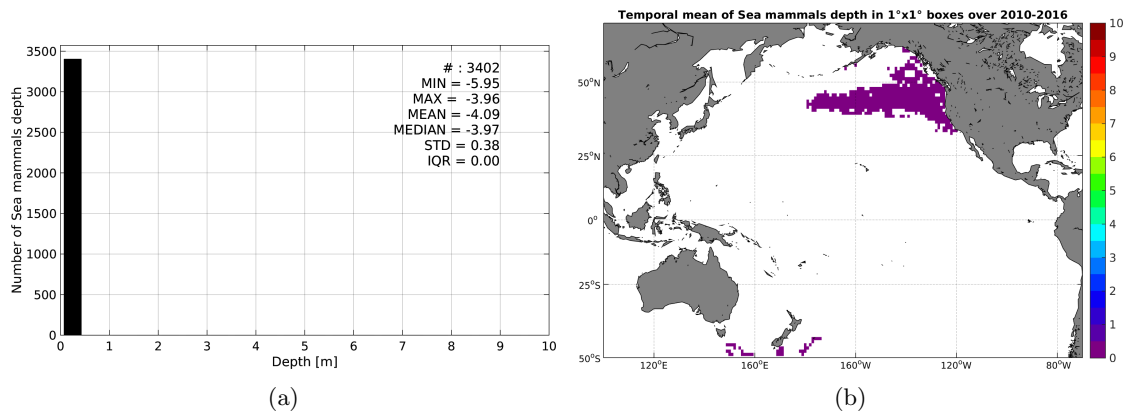 Temporal mean of Sea mammals depth in 1°x1° boxes over 2010-2016
Number of Sea mammals depth
3500
3000
2500
2000
1500
1000
500
0
# : 3402
MIN = -5.95
MAX = -3.96
MEAN = -4.09
MEDIAN = -3.97
STD = 0.38
IQR = 0.00
0 1 2 3 4 5 6 7 8 9 10
Depth [m]
(a)
50°N
25°N
0°
25°S
50°S
120°E 160°E 160°W 120°W 80°W
10
9
8
7
6
5
4
3
2
1
0
(b)